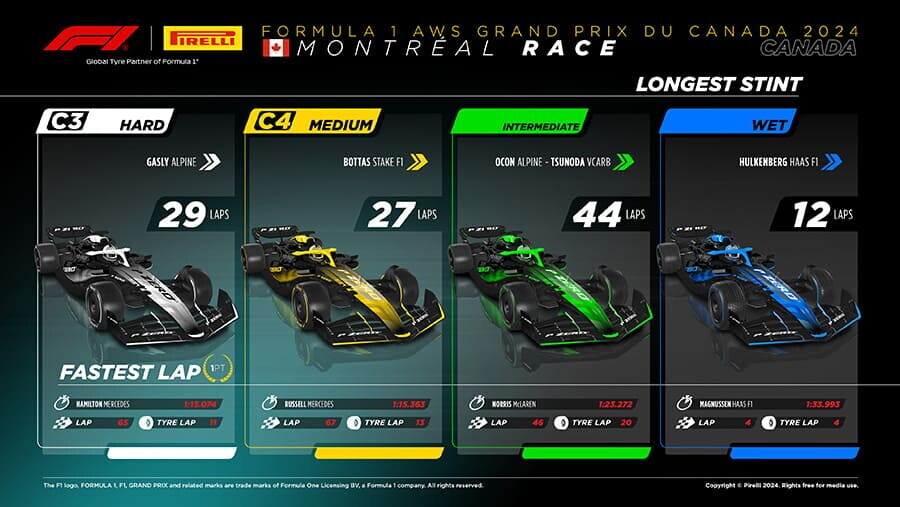 F1
PIRELLI
Global Tyre Partner of Formula 1®
FORMULA 1 AWS GRAND PRIX DU CANADA 2024
MONTRÉAL RACE
CANADA
LONGEST STINT
C3 HARD
GASLY ALPINE
29 LAPS
P ZERO
FASTEST LAP 1PT
HAMILTON MERCEDES 1:15.074
LAP 65 TYRE LAP 11
C4 MEDIUM
BOTTAS STAKE F1
27 LAPS
P ZERO
RUSSELL MERCEDES 1:15.363
LAP 67 TYRE LAP 13
INTERMEDIATE
OCON ALPINE - TSUNODA VCARB
44 LAPS
P ZERO
NORRIS McLAREN 1:23.272
LAP 46 TYRE LAP 20
WET
HULKENBERG HAAS F1
12 LAPS
P ZERO
MAGNUSSEN HAAS F1 1:33.993
LAP 4 TYRE LAP 4
The F1 logo, FORMULA 1, F1, GRAND PRIX and related marks are trade marks of Formula One Licensing BV, a Formula 1 company. All rights reserved.
Copyright © Pirelli 2024. Rights free for media use.